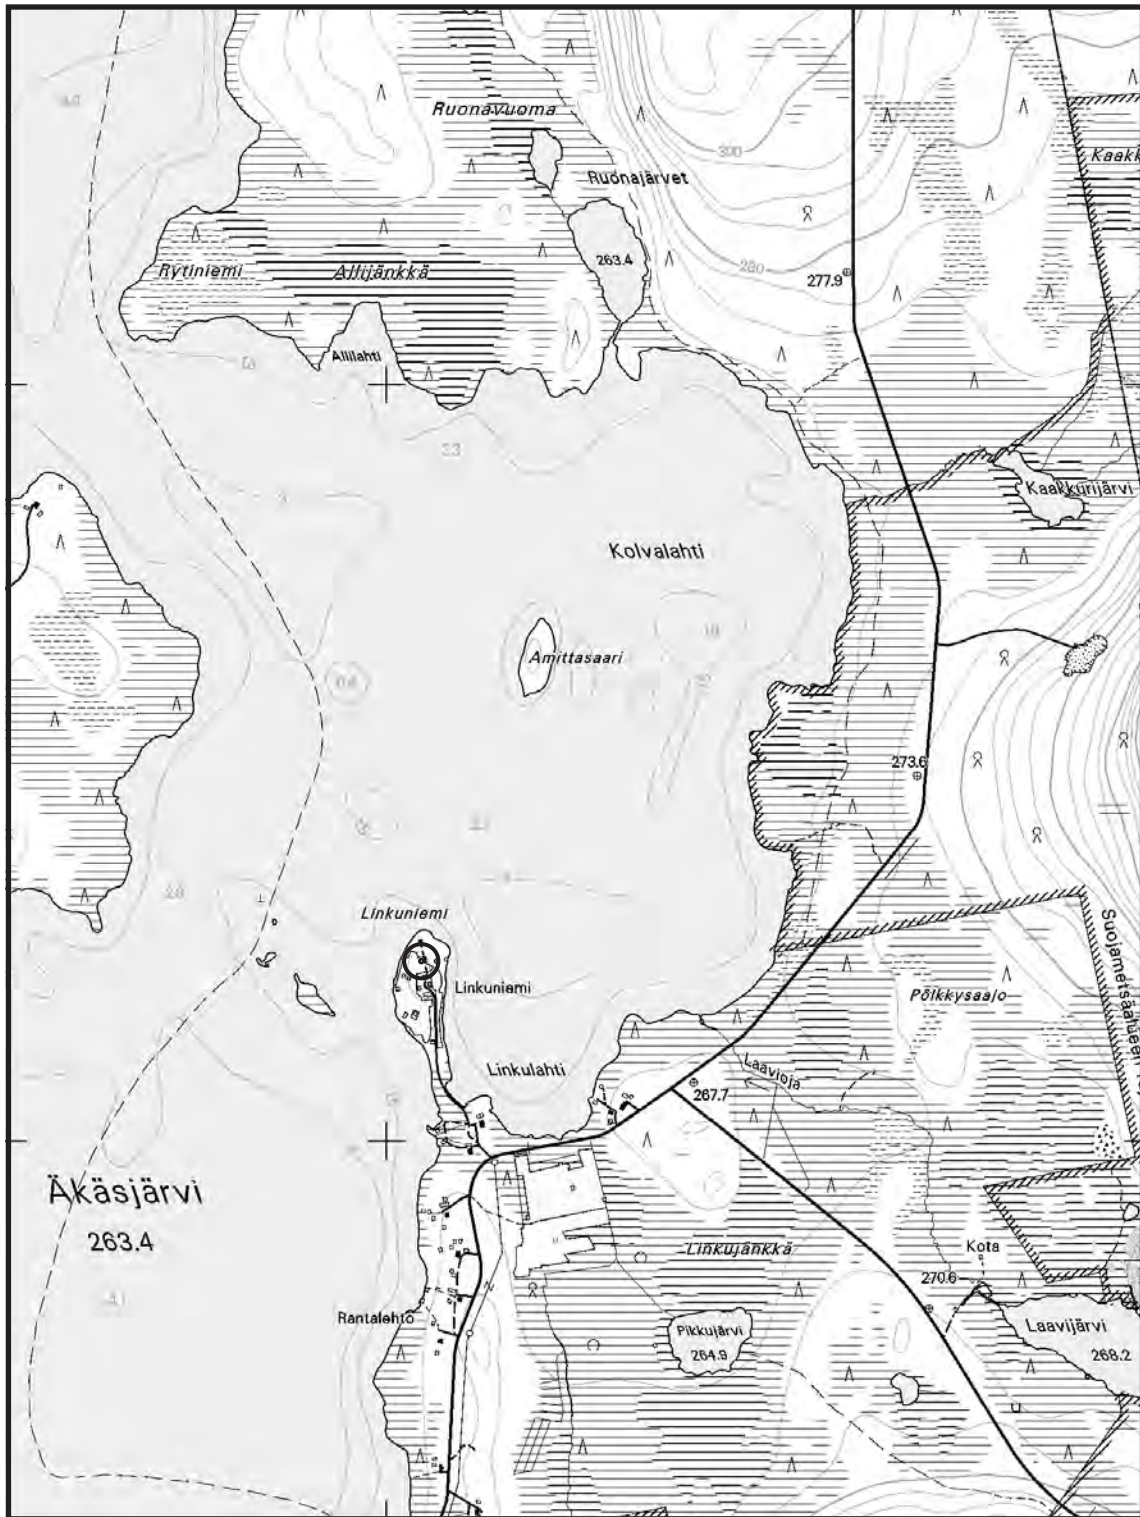 Ruonavuoma
300
Kaakk
Ruonajärvet
Rytiniemi
Allijänkkä
263.4
280
277.9
Allilahti
23
Kaakkurijärvi
Kolvalahti
Amittasaari
273.6
Linkuniemi
Suojametsäalueen
Linkuniemi
Pölkkysaajo
Linkulahti
Laavioja
267.7
Äkäsjärvi
263.4
Linkujänkkä
Kota
270.6
Rantalehto
Pikkujärvi
264.9
Laavijärvi
268.2